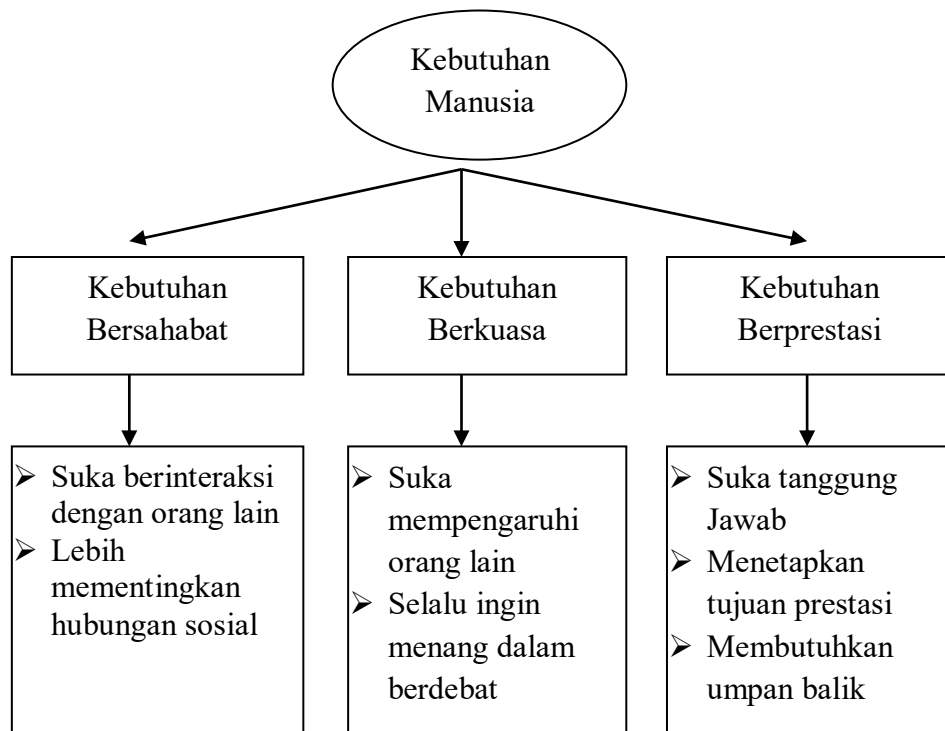 Kebutuhan
Manusia
Kebutuhan
Bersahabat
Kebutuhan
Berkuasa
Kebutuhan
Berprestasi
➢ Suka berinteraksi
dengan orang lain
➢ Lebih
mementingkan
hubungan sosial
➢ Suka
mempengaruhi
orang lain
➢ Selalu ingin
menang dalam
berdebat
➢ Suka tanggung
Jawab
➢ Menetapkan
tujuan prestasi
➢ Membutuhkan
umpan balik